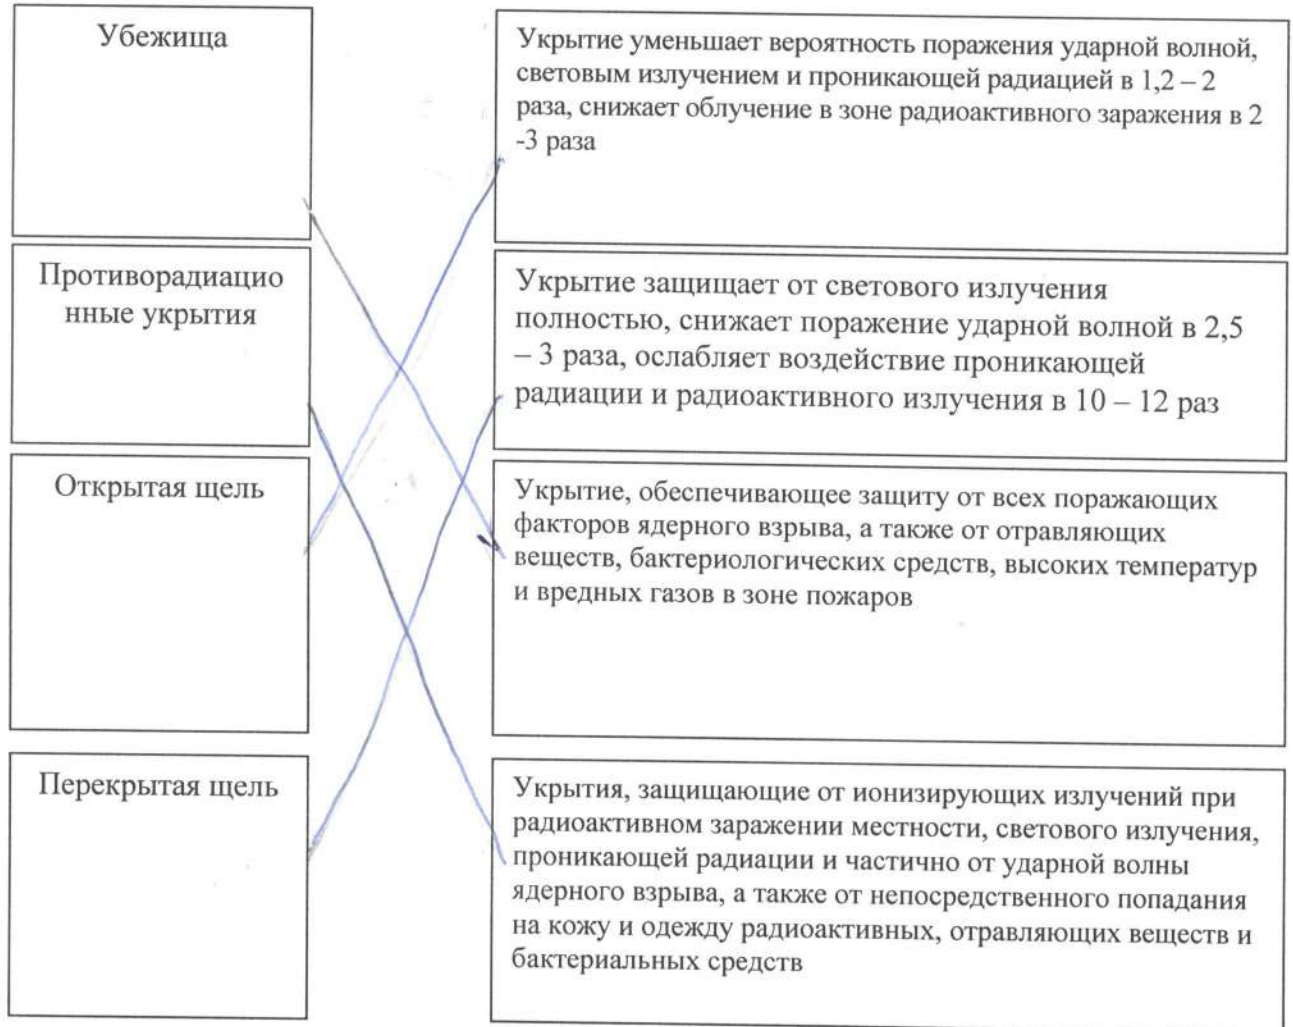 Убежища
Укрытие уменьшает вероятность поражения ударной волной,
световым излучением и проникающей радиацией в 1,2 – 2
раза, снижает облучение в зоне радиоактивного заражения в 2
-3 раза
Противорадиацио
нные укрытия
Укрытие защищает от светового излучения
полностью, снижает поражение ударной волной в 2,5
– 3 раза, ослабляет воздействие проникающей
радиации и радиоактивного излучения в 10 – 12 раз
Открытая щель
Укрытие, обеспечивающее защиту от всех поражающих
факторов ядерного взрыва, а также от отравляющих
веществ, бактериологических средств, высоких температур
и вредных газов в зоне пожаров
Перекрытая щель
Укрытия, защищающие от ионизирующих излучений при
радиоактивном заражении местности, светового излучения,
проникающей радиации и частично от ударной волны
ядерного взрыва, а также от непосредственного попадания
на кожу и одежду радиоактивных, отравляющих веществ и
бактериальных средств